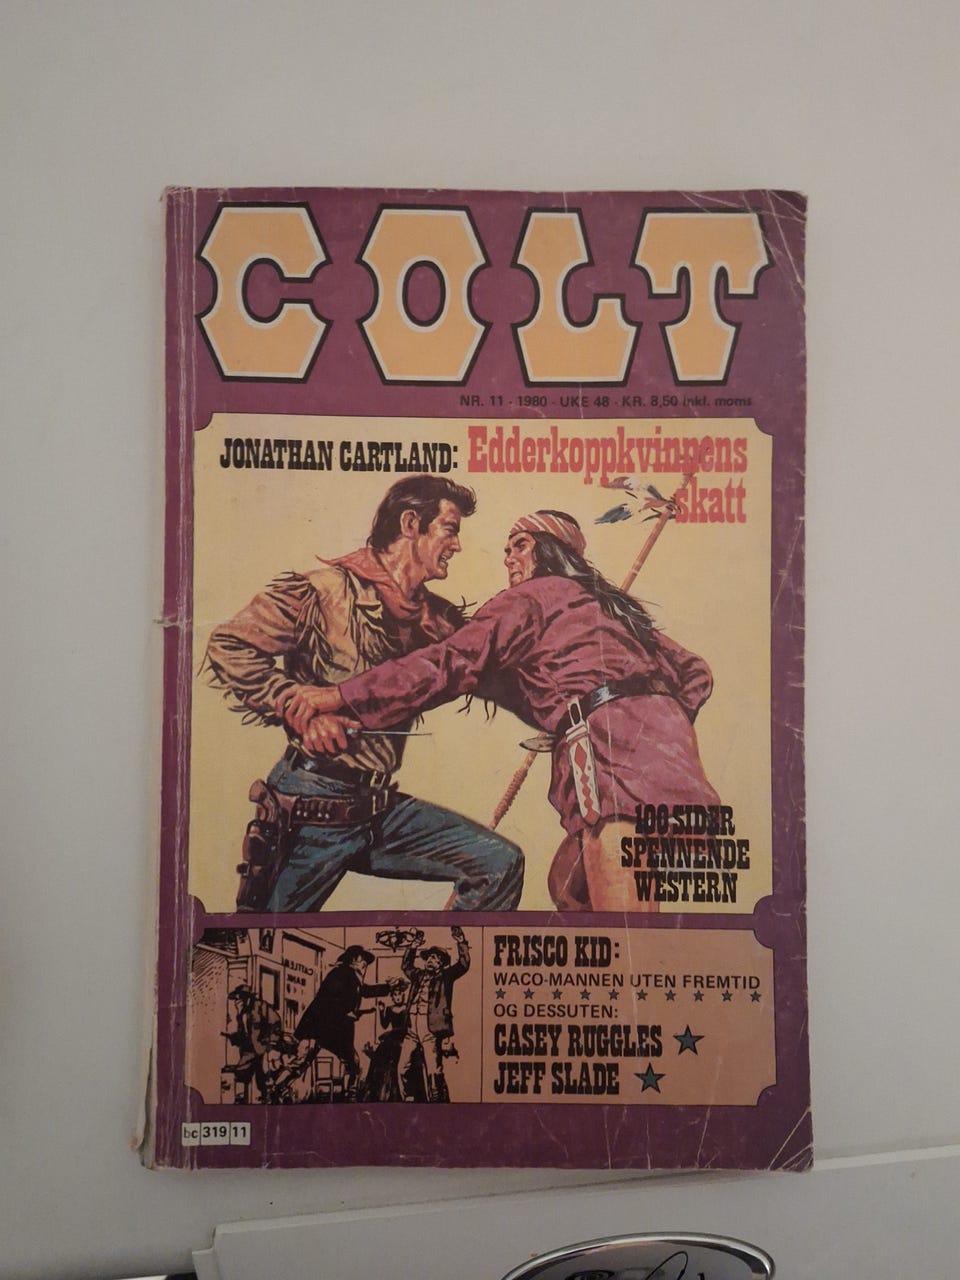 COLT
NR. 11 · 1980 · UKE 48 · KR. 8,50 inkl. moms
JONATHAN CARTLAND: Edderkoppkvinnens
skatt
100 SIDER
SPENNENDE
WESTERN
FRISCO KID:
WACO-MANNEN UTEN FREMTID
OG DESSUTEN:
CASEY RUGGLES
JEFF SLADE
bc 319 11